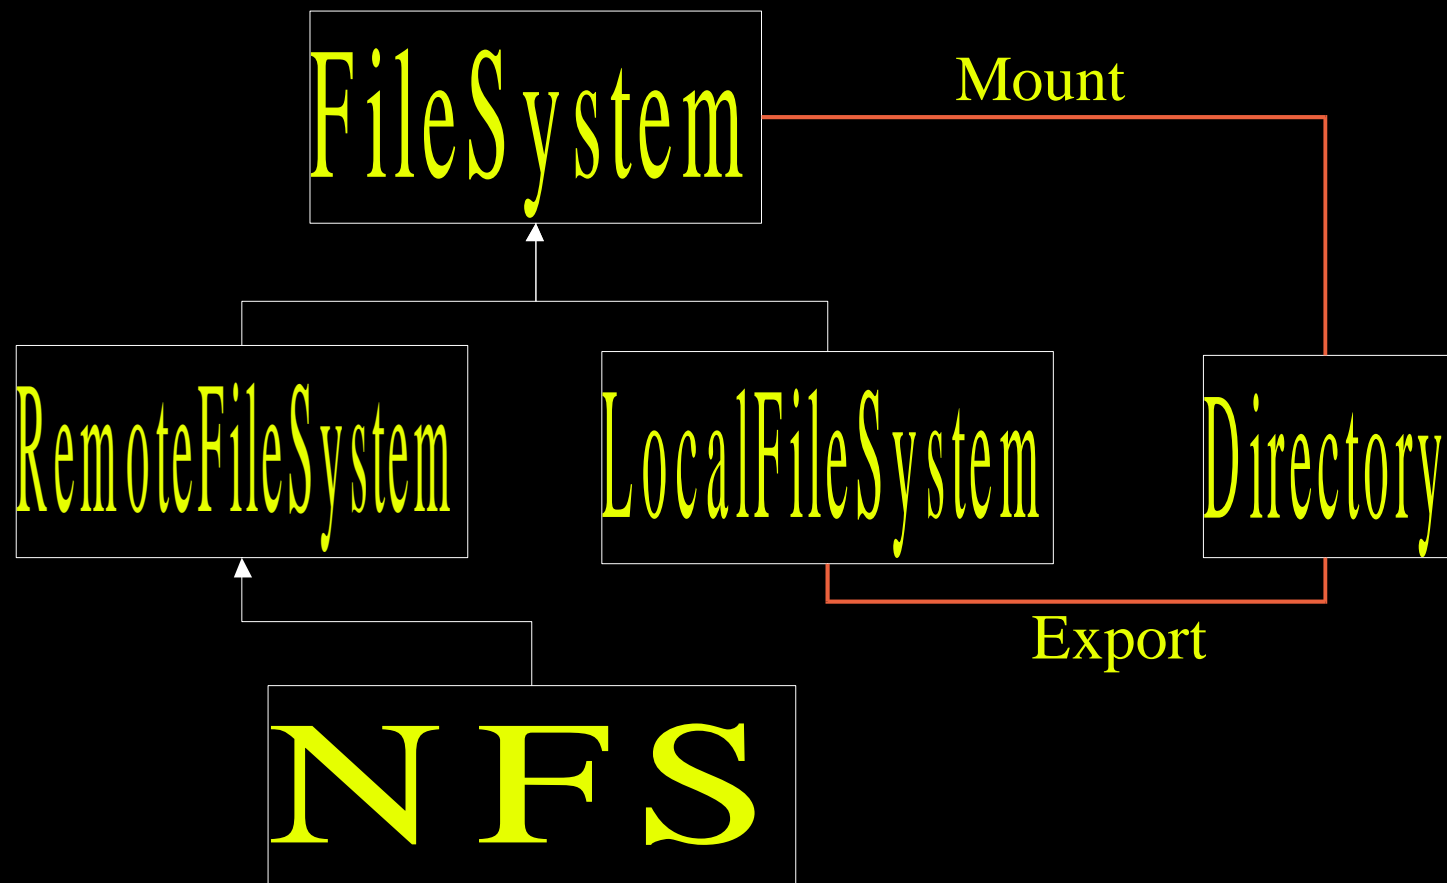 FileSystem
Mount
RemoteFileSystem
LocalFileSystem
Directory
Export
NFS